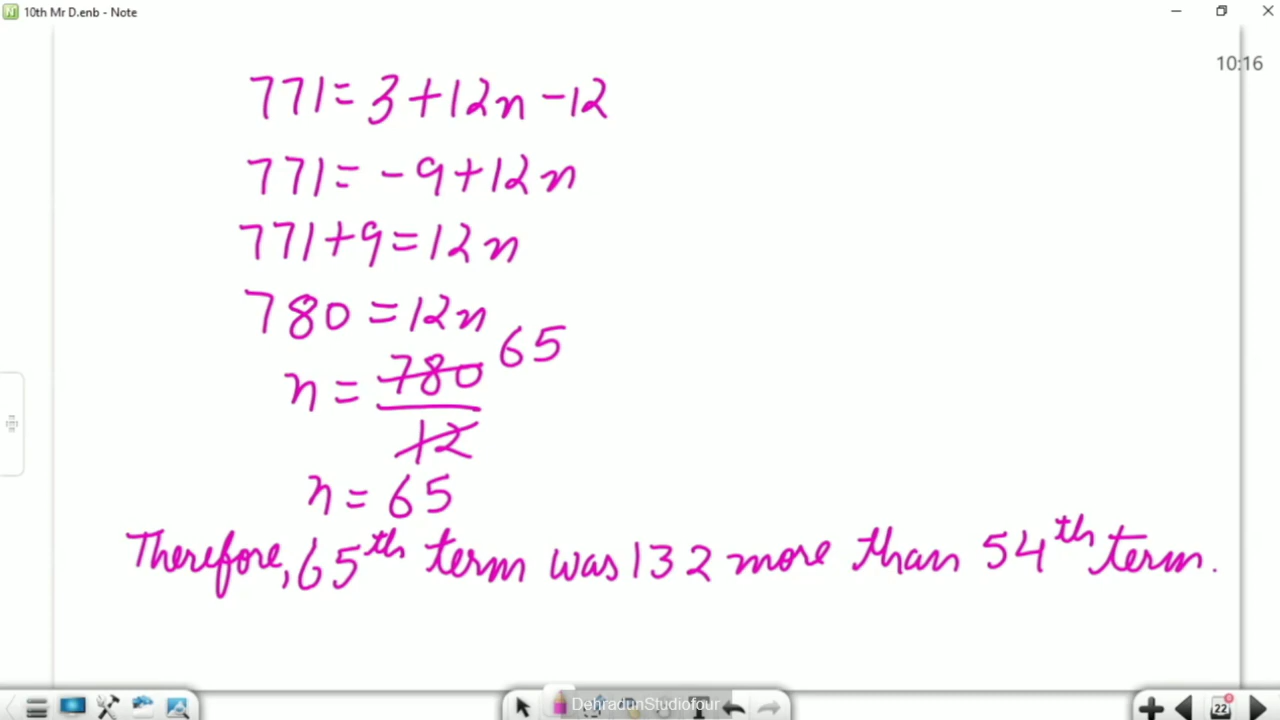 10th Mr D.enb - Note
10:16
771 = 3 + 12n - 12
771 = - 9 + 12n
771 + 9 = 12n
780 = 12n
n = 780/12 65
n = 65
Therefore, 65th term was 132 more than 54th term.
DehradunStudiofour
22